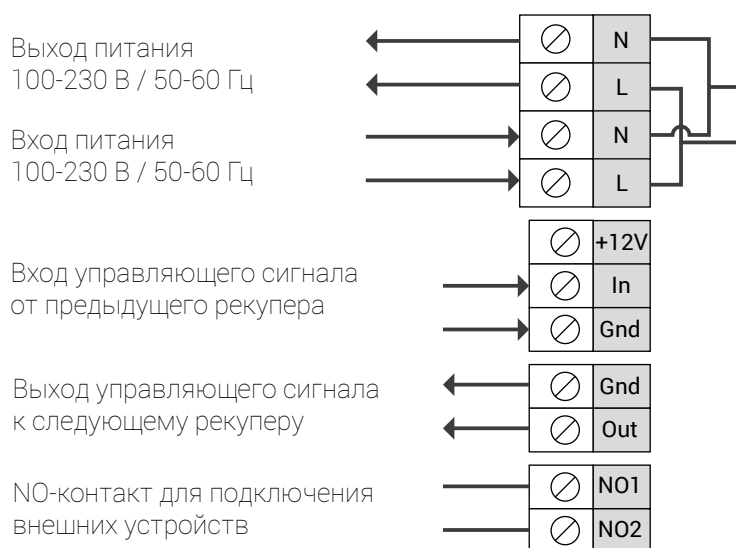 Выход питания
100-230 В / 50-60 Гц
N
L
Вход питания
100-230 В / 50-60 Гц
N
L
+12V
Вход управляющего сигнала
от предыдущего рекупера
In
Gnd
Выход управляющего сигнала
к следующему рекуперу
Gnd
Out
NO-контакт для подключения
внешних устройств
NO1
NO2